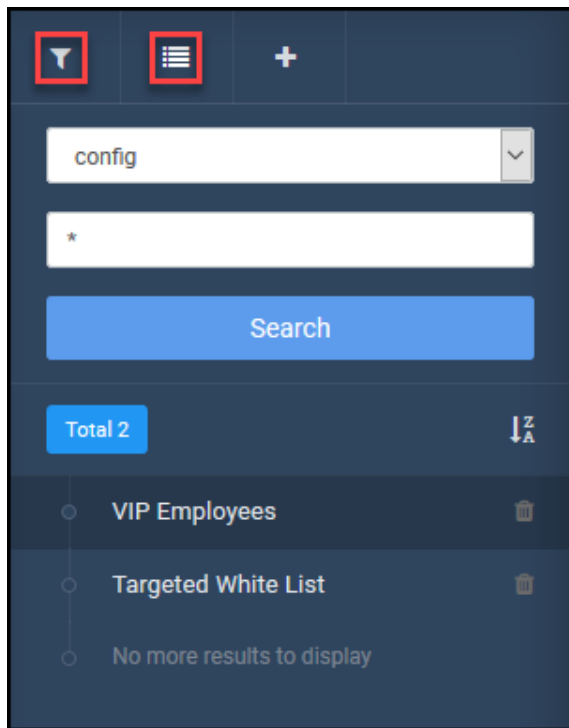 config
*
Search
Total 2
Z
A
VIP Employees
Targeted White List
No more results to display